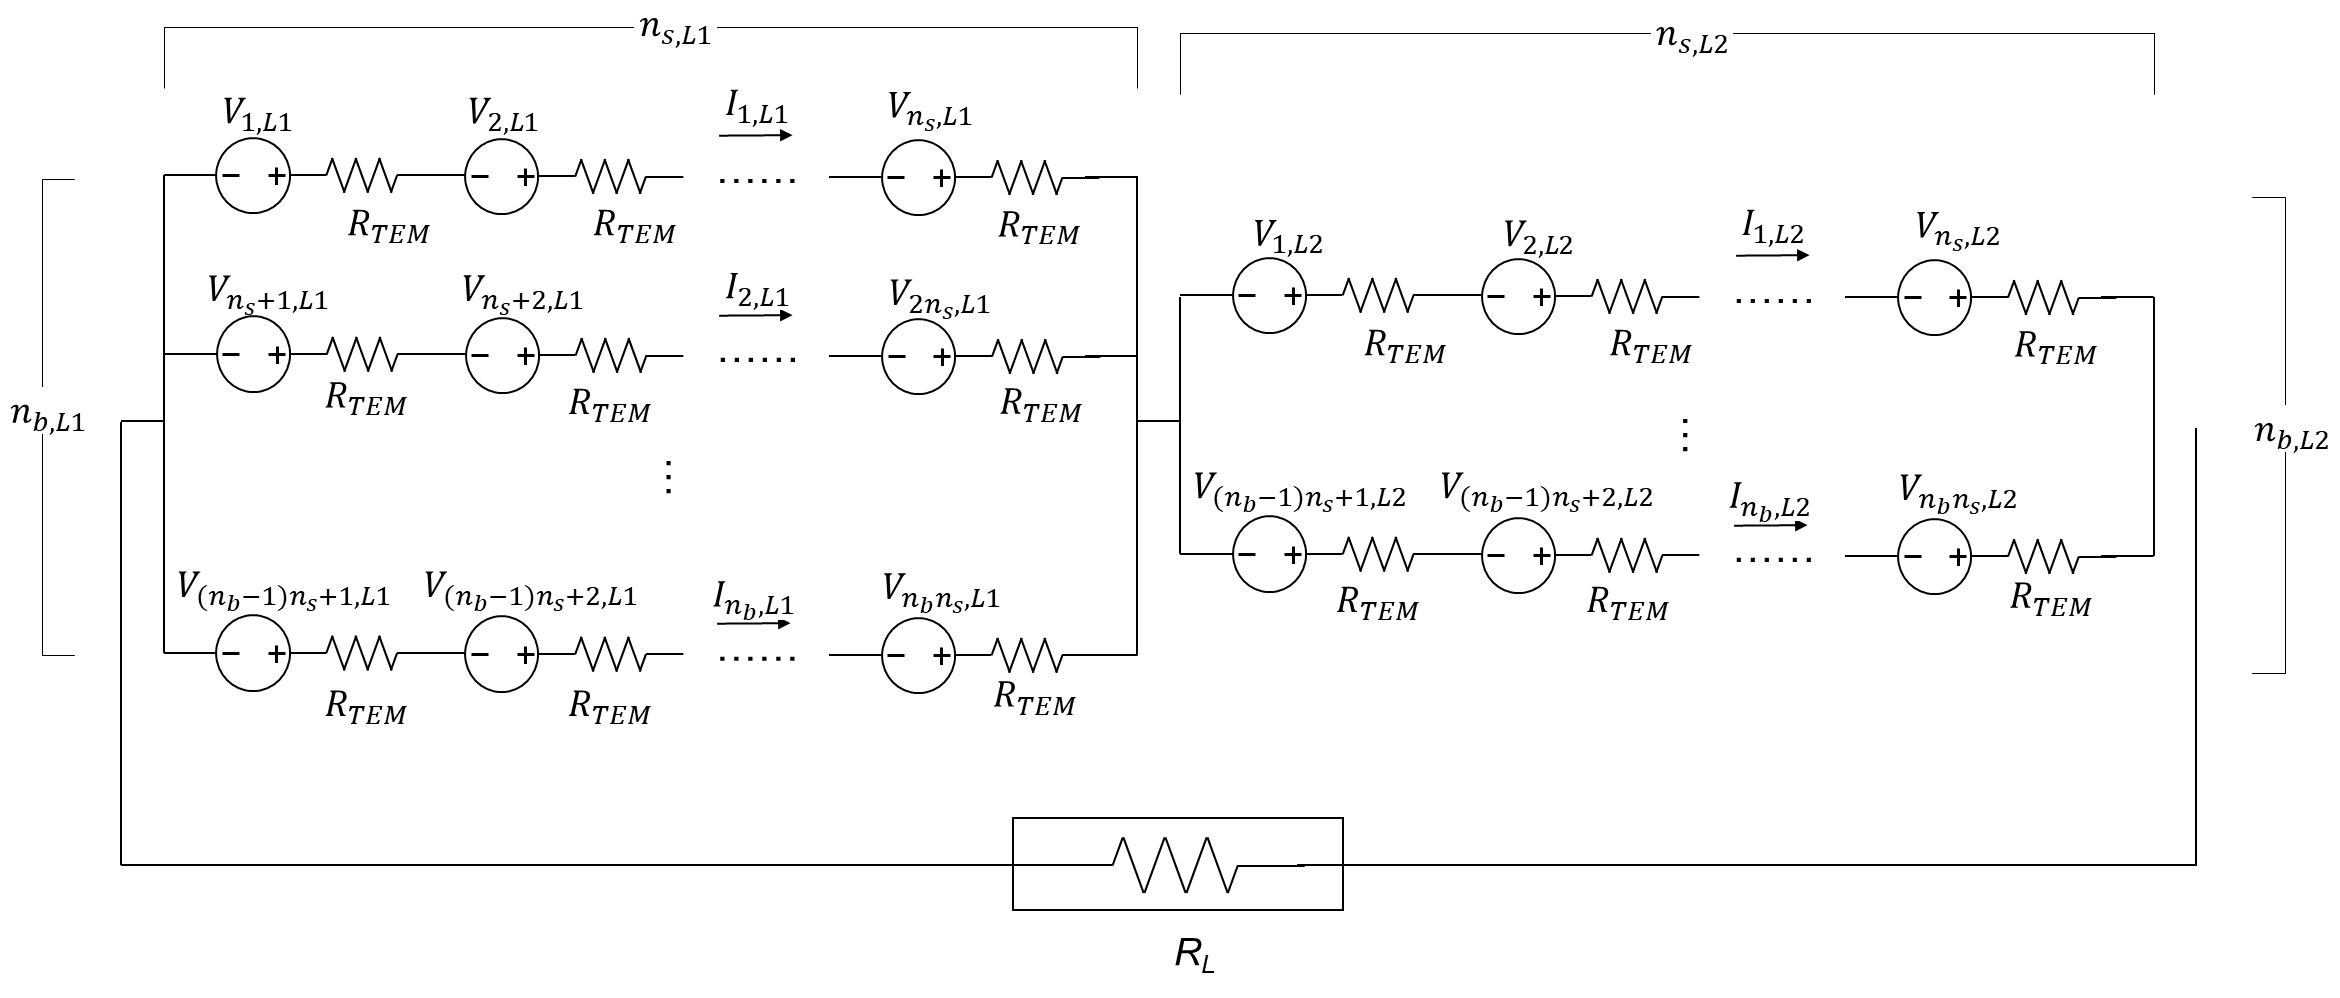 n_{s,L1}
n_{s,L2}
V_{1,L1} V_{2,L1} I_{1,L1} V_{n_s,L1}
− + − + ...... − +
R_{TEM} R_{TEM} R_{TEM}
V_{1,L2} V_{2,L2} I_{1,L2} V_{n_s,L2}
− + − + ...... − +
R_{TEM} R_{TEM} R_{TEM}
V_{n_s+1,L1} V_{n_s+2,L1} I_{2,L1} V_{2n_s,L1}
− + − + ...... − +
R_{TEM} R_{TEM} R_{TEM}
n_{b,L1}
⋮
⋮
n_{b,L2}
V_{(n_b−1)n_s+1,L2} V_{(n_b−1)n_s+2,L2} I_{n_b,L2} V_{n_bn_s,L2}
− + − + ...... − +
R_{TEM} R_{TEM} R_{TEM}
V_{(n_b−1)n_s+1,L1} V_{(n_b−1)n_s+2,L1} I_{n_b,L1} V_{n_bn_s,L1}
− + − + ...... − +
R_{TEM} R_{TEM} R_{TEM}
R_L